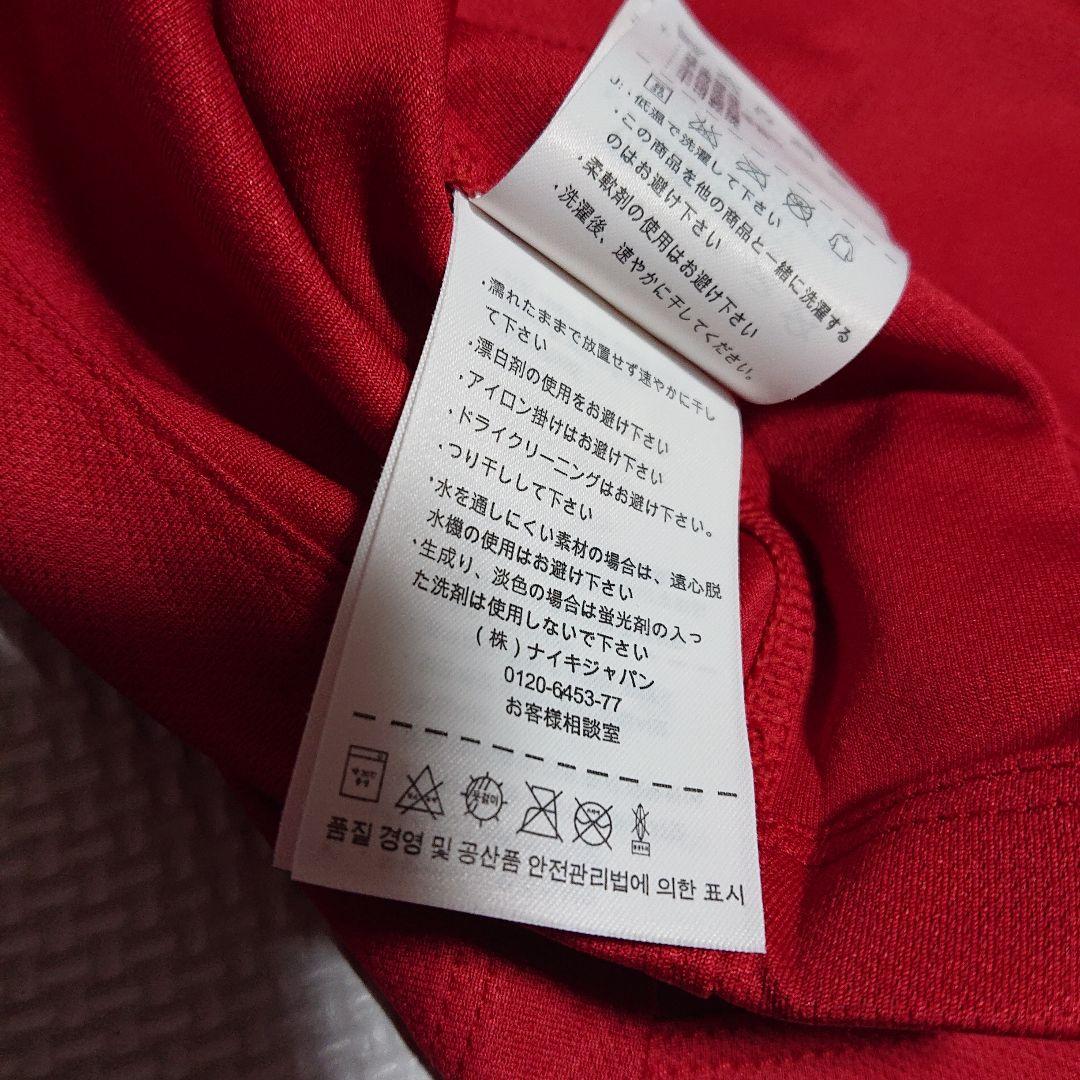 J: ・低温で洗濯して下さい
・この商品を他の商品と一緒に洗濯する
のはお避け下さい
・柔軟剤の使用はお避け下さい
・洗濯後、速やかに干してください。
・濡れたままで放置せず速やかに干し
て下さい
・漂白剤の使用をお避け下さい
・アイロン掛けはお避け下さい
・ドライクリーニングはお避け下さい。
・つり干しして下さい
・水を通しにくい素材の場合は、遠心脱
水機の使用はお避け下さい
・生成り、淡色の場合は蛍光剤の入っ
た洗剤は使用しないで下さい
(株)ナイキジャパン
0120-6453-77
お客様相談室
품질 경영 및 공산품 안전관리법에 의한 표시